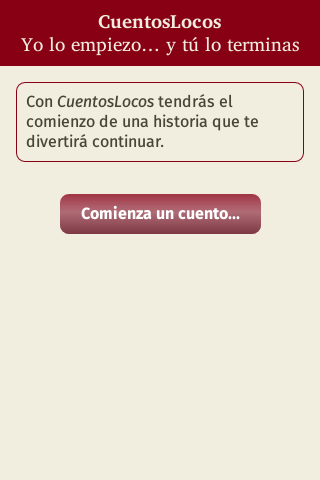 CuentosLocos
Yo lo empiezo... y tú lo terminas
Con CuentosLocos tendrás el
comienzo de una historia que te
divertirá continuar.
Comienza un cuento...